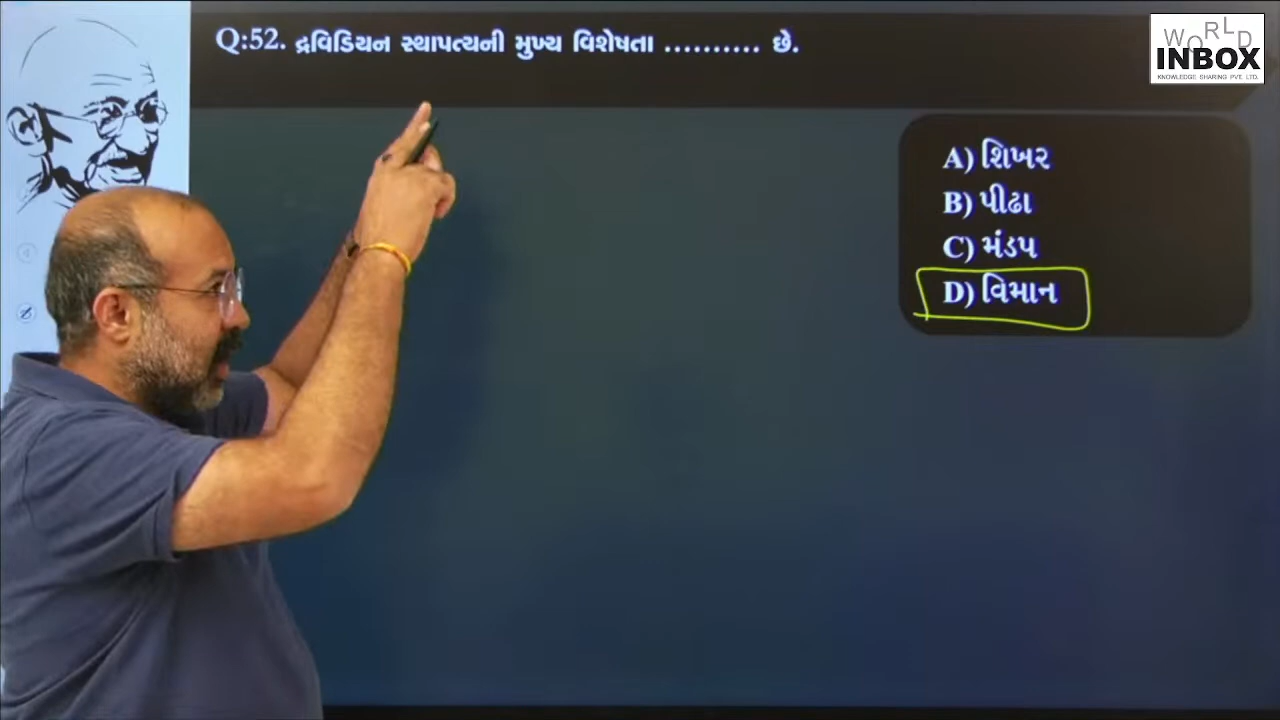 Q:52. દ્રવિડિયન સ્થાપત્યની મુખ્ય વિશેષતા .......... છે.
WORLD
INBOX
KNOWLEDGE SHARING PVT. LTD.
A) શિખર
B) પીઢા
C) મંડપ
D) વિમાન